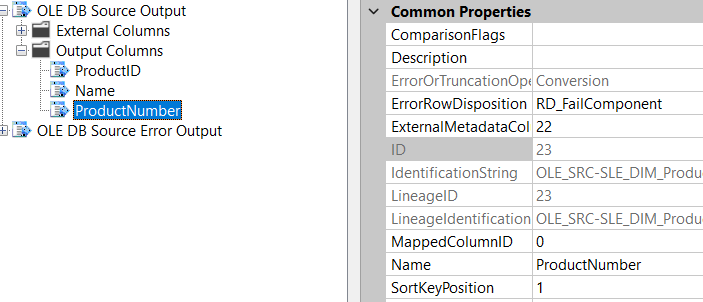 OLE DB Source Output
External Columns
Output Columns
ProductID
Name
ProductNumber
OLE DB Source Error Output
Common Properties
ComparisonFlags
Description
ErrorOrTruncationOpe Conversion
ErrorRowDisposition RD_FailComponent
ExternalMetadataCol 22
ID 23
IdentificationString OLE_SRC-SLE_DIM_Produc
LineageID 23
LineageIdentification OLE_SRC-SLE_DIM_Produc
MappedColumnID 0
Name ProductNumber
SortKeyPosition 1